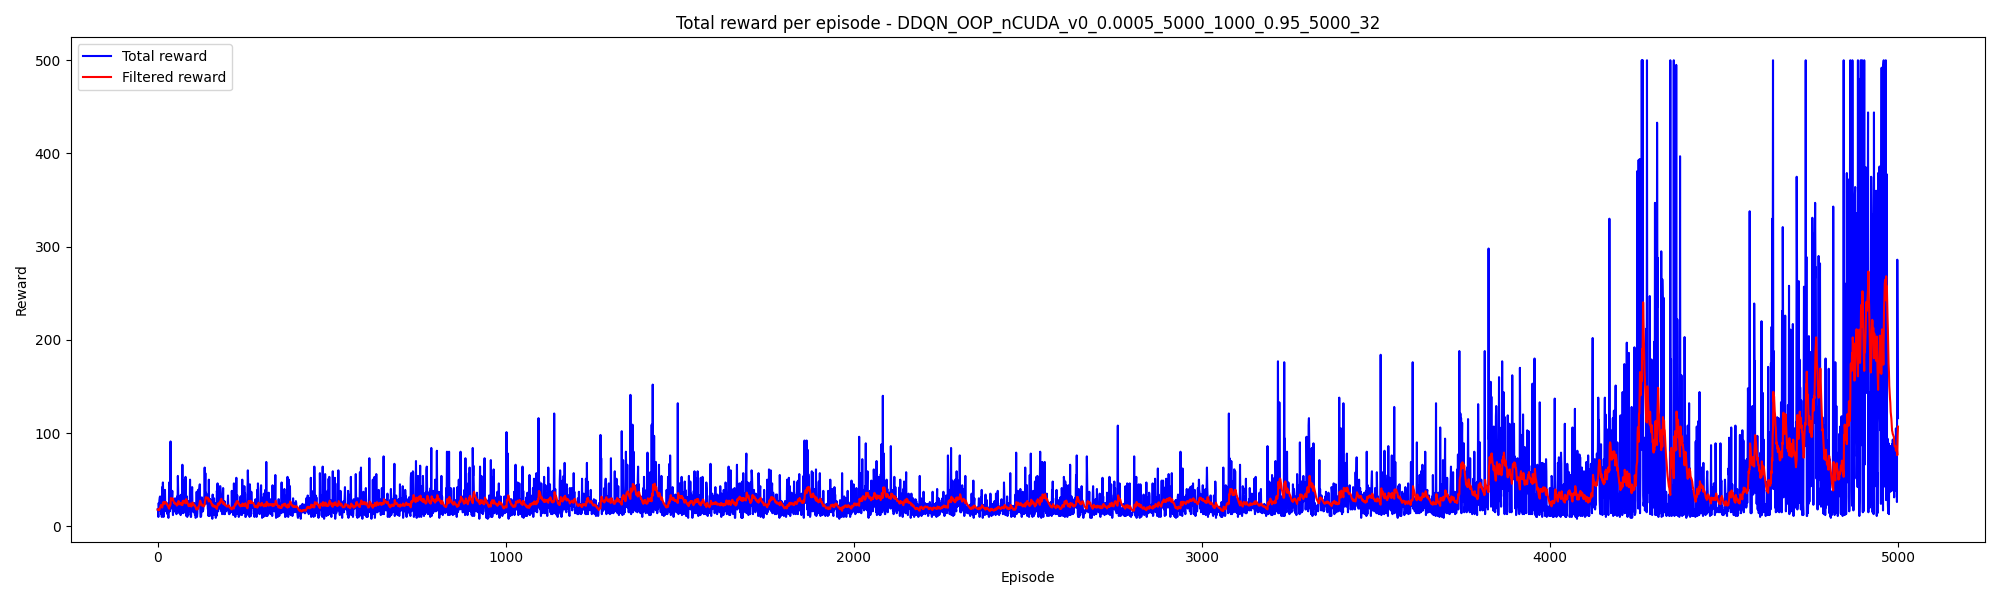 Total reward per episode - DDQN_OOP_nCUDA_v0_0.0005_5000_1000_0.95_5000_32
Total reward
Filtered reward
500
400
300
200
100
0
Reward
0 1000 2000 3000 4000 5000
Episode